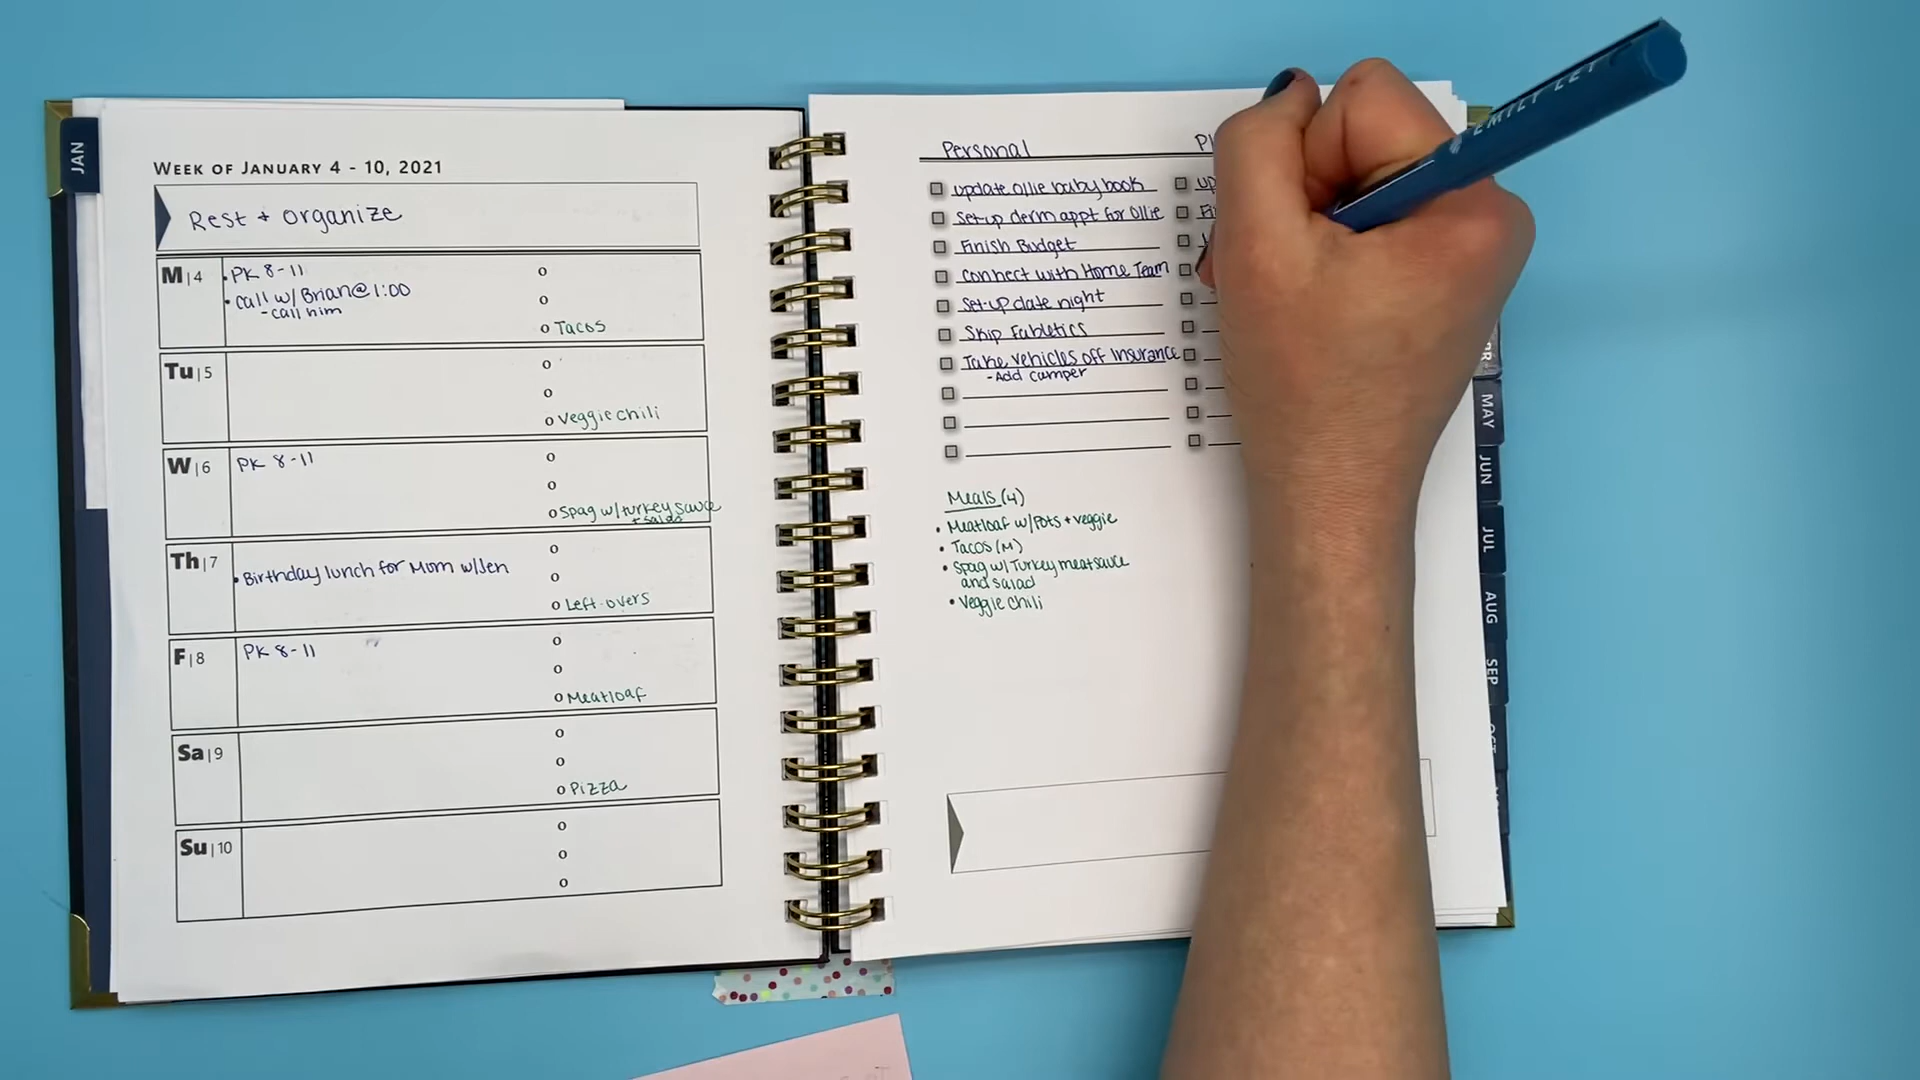 JAN
WEEK OF JANUARY 4 - 10, 2021
Rest + organize
M|4
• PK 8-11
• Call w/ Brian @ 1:00
- call him
o
o
o Tacos
Tu|5
o
o
o Veggie chili
W|6
PK 8-11
o
o
o Spag w/ turkey sauce
Th|7
• Birthday lunch for Mom w/ Jen
o
o
o Left-overs
F|8
PK 8-11
o
o
o Meatloaf
Sa|9
o
o
o Pizza
Su|10
o
o
o
Personal
update Ollie baby book
Set-up derm appt for Ollie
Finish Budget
Connect with Home Team
Set-up date night
Skip Fabletics
Take vehicles off Insurance
- Add camper
Meals (4)
• Meatloaf w/ Pots + veggie
• Tacos (M)
• Spag w/ Turkey meat sauce
and salad
• Veggie chili
EMILY LEY
MAY
JUN
JUL
AUG
SEP
OCT